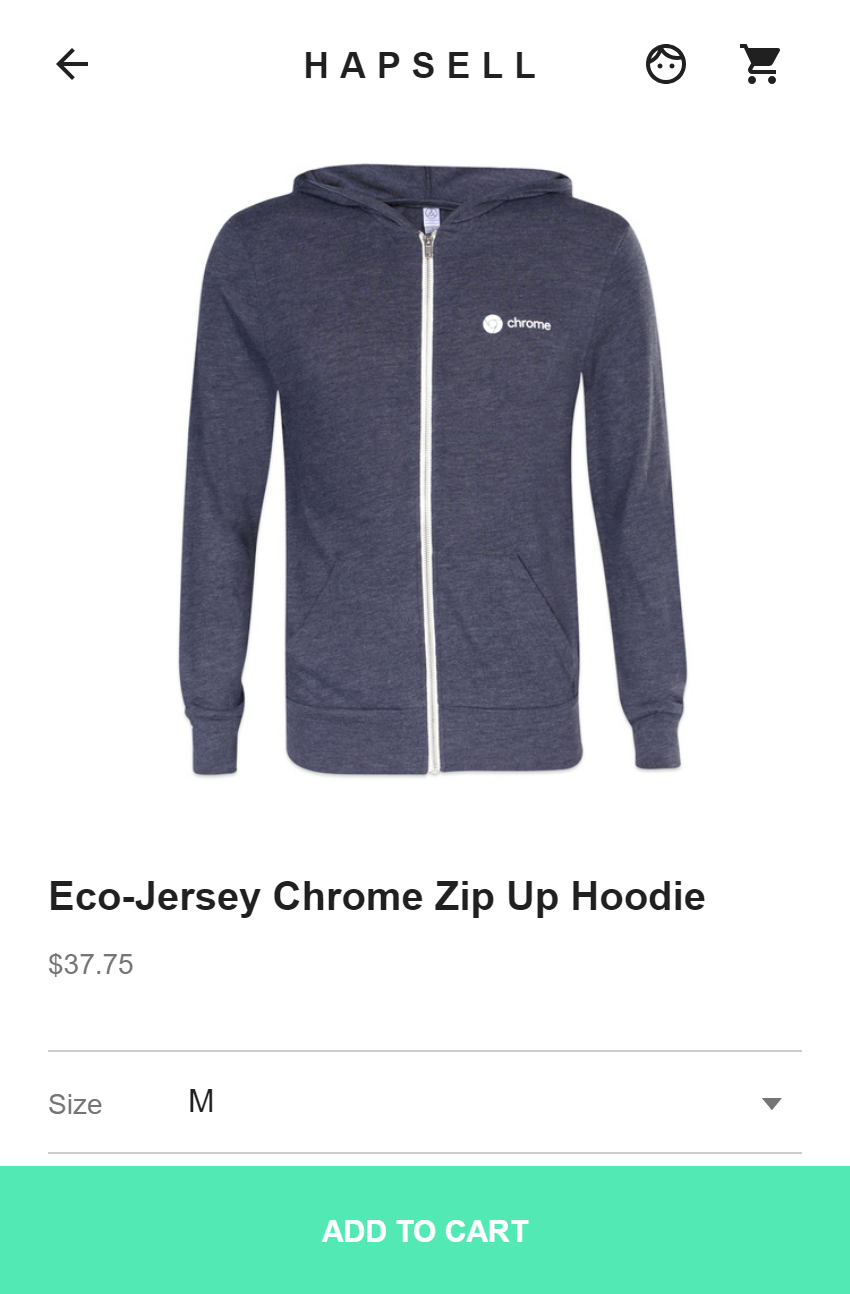 HAPSELL
chrome
Eco-Jersey Chrome Zip Up Hoodie
$37.75
Size M
ADD TO CART